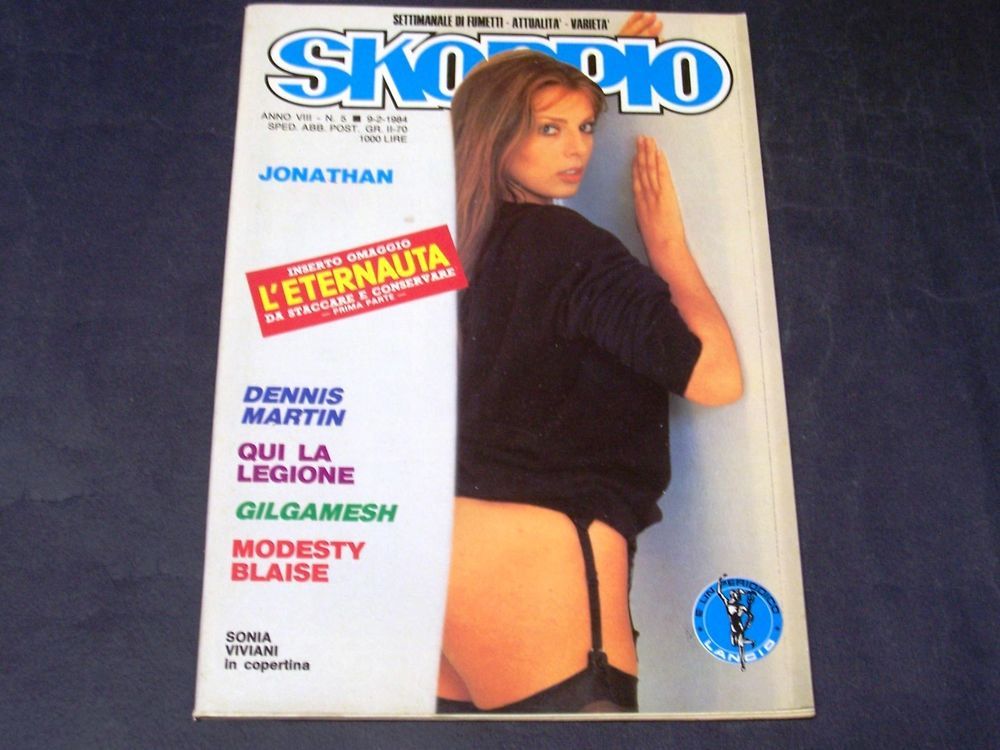 SETTIMANALE DI FUMETTI - ATTUALITA' - VARIETA'
SKORPIO
ANNO VIII - N. 5 ■ 9-2-1984
SPED. ABB. POST. GR. II-70
1000 LIRE
JONATHAN
INSERTO OMAGGIO
L'ETERNAUTA
DA STACCARE E CONSERVARE
— PRIMA PARTE —
DENNIS
MARTIN
QUI LA
LEGIONE
GILGAMESH
MODESTY
BLAISE
SONIA
VIVIANI
in copertina
È UN PERIODICO
LANCIO